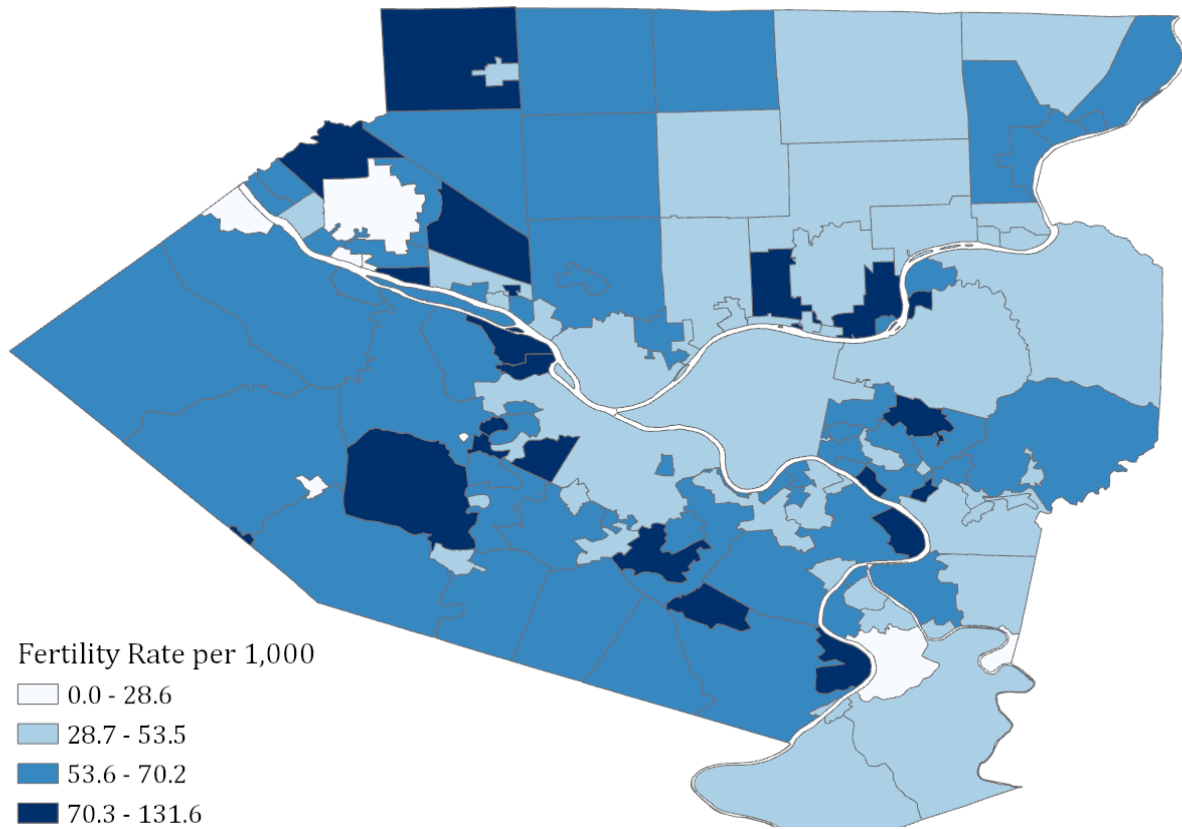 Fertility Rate per 1,000
0.0 - 28.6
28.7 - 53.5
53.6 - 70.2
70.3 - 131.6